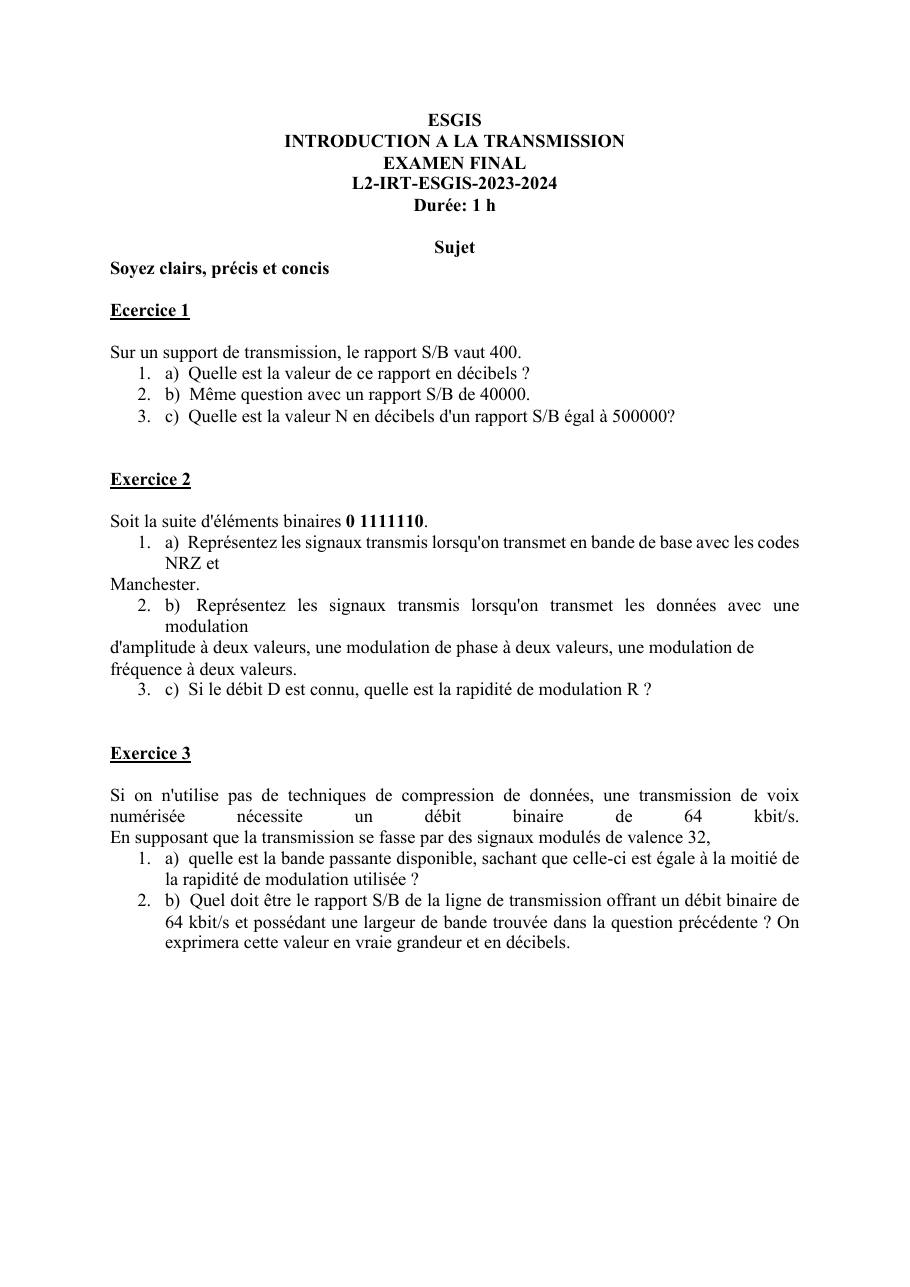 ESGIS
INTRODUCTION A LA TRANSMISSION
EXAMEN FINAL
L2-IRT-ESGIS-2023-2024
Durée: 1 h
Sujet
Soyez clairs, précis et concis
Ecercice 1
Sur un support de transmission, le rapport S/B vaut 400.
1. a) Quelle est la valeur de ce rapport en décibels ?
2. b) Même question avec un rapport S/B de 40000.
3. c) Quelle est la valeur N en décibels d'un rapport S/B égal à 500000?
Exercice 2
Soit la suite d'éléments binaires 0 1111110.
1. a) Représentez les signaux transmis lorsqu'on transmet en bande de base avec les codes
NRZ et
Manchester.
2. b) Représentez les signaux transmis lorsqu'on transmet les données avec une
modulation
d'amplitude à deux valeurs, une modulation de phase à deux valeurs, une modulation de
fréquence à deux valeurs.
3. c) Si le débit D est connu, quelle est la rapidité de modulation R ?
Exercice 3
Si on n'utilise pas de techniques de compression de données, une transmission de voix
numérisée nécessite un débit binaire de 64 kbit/s.
En supposant que la transmission se fasse par des signaux modulés de valence 32,
1. a) quelle est la bande passante disponible, sachant que celle-ci est égale à la moitié de
la rapidité de modulation utilisée ?
2. b) Quel doit être le rapport S/B de la ligne de transmission offrant un débit binaire de
64 kbit/s et possédant une largeur de bande trouvée dans la question précédente ? On
exprimera cette valeur en vraie grandeur et en décibels.